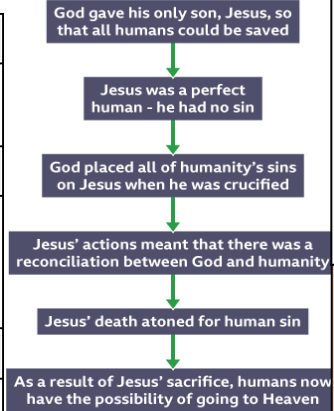 God gave his only son, Jesus, so
that all humans could be saved
Jesus was a perfect
human - he had no sin
God placed all of humanity's sins
on Jesus when he was crucified
Jesus' actions meant that there was a
reconciliation between God and humanity
Jesus' death atoned for human sin
As a result of Jesus' sacrifice, humans now
have the possibility of going to Heaven